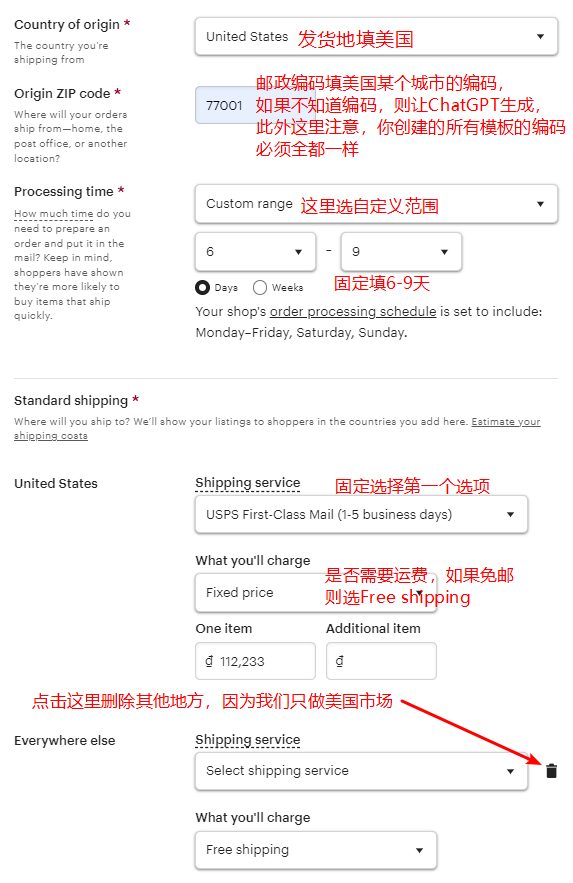 Country of origin *
The country you're
shipping from
United States
发货地填美国
Origin ZIP code *
Where will your orders
ship from—home, the
post office, or another
location?
77001
邮政编码填美国某个城市的编码，
如果不知道编码，则让ChatGPT生成，
此外这里注意，你创建的所有模板的编码
必须全都一样
Processing time *
How much time do you
need to prepare an
order and put it in the
mail? Keep in mind,
shoppers have shown
they're more likely to
buy items that ship
quickly.
Custom range
这里选自定义范围
6 - 9
Days Weeks
固定填6-9天
Your shop's order processing schedule is set to include:
Monday–Friday, Saturday, Sunday.
Standard shipping *
Where will you ship to? We'll show your listings to shoppers in the countries you add here. Estimate your
shipping costs
United States
Shipping service
固定选择第一个选项
USPS First-Class Mail (1-5 business days)
What you'll charge
Fixed price
是否需要运费，如果免邮
则选Free shipping
One item Additional item
₫ 112,233 ₫
点击这里删除其他地方，因为我们只做美国市场
Everywhere else
Shipping service
Select shipping service
What you'll charge
Free shipping